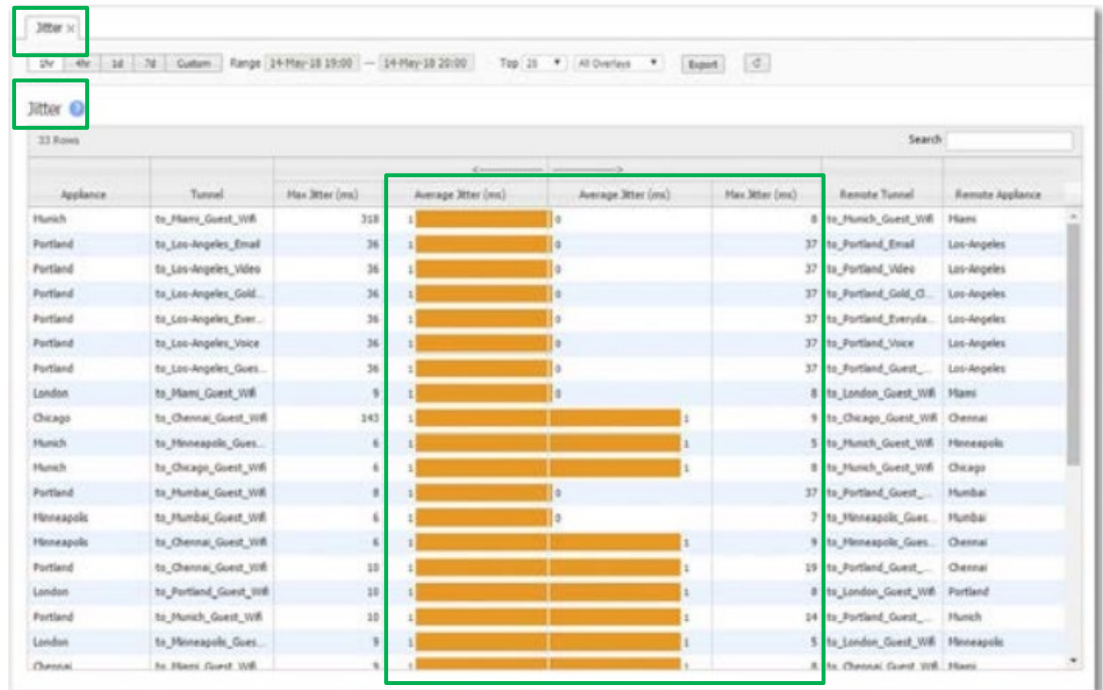 Jitter ×
1hr 4hr 1d 7d Custom Range 14-May-18 19:00 — 14-May-18 20:00 Top 25 All Overlays Export
Jitter
33 Rows Search
<---------- ---------->
Appliance Tunnel Max Jitter (ms) Average Jitter (ms) Average Jitter (ms) Max Jitter (ms) Remote Tunnel Remote Appliance
Munich to_Miami_Guest_Wifi 318 1 0 8 to_Munich_Guest_Wifi Miami
Portland to_Los-Angeles_Email 36 1 0 37 to_Portland_Email Los-Angeles
Portland to_Los-Angeles_Video 36 1 0 37 to_Portland_Video Los-Angeles
Portland to_Los-Angeles_Gold... 36 1 0 37 to_Portland_Gold_Cl... Los-Angeles
Portland to_Los-Angeles_Ever... 36 1 0 37 to_Portland_Everyda... Los-Angeles
Portland to_Los-Angeles_Voice 36 1 0 37 to_Portland_Voice Los-Angeles
Portland to_Los-Angeles_Gues... 36 1 0 37 to_Portland_Guest_... Los-Angeles
London to_Miami_Guest_Wifi 9 1 0 8 to_London_Guest_Wifi Miami
Chicago to_Chennai_Guest_Wifi 143 1 1 9 to_Chicago_Guest_Wifi Chennai
Munich to_Minneapolis_Gues... 6 1 1 5 to_Munich_Guest_Wifi Minneapolis
Munich to_Chicago_Guest_Wifi 6 1 1 8 to_Munich_Guest_Wifi Chicago
Portland to_Mumbai_Guest_Wifi 8 1 0 37 to_Portland_Guest_... Mumbai
Minneapolis to_Mumbai_Guest_Wifi 6 1 0 7 to_Minneapolis_Gues... Mumbai
Minneapolis to_Chennai_Guest_Wifi 6 1 1 9 to_Minneapolis_Gues... Chennai
Portland to_Chennai_Guest_Wifi 10 1 1 19 to_Portland_Guest_... Chennai
London to_Portland_Guest_Wifi 10 1 1 8 to_London_Guest_Wifi Portland
Portland to_Munich_Guest_Wifi 10 1 1 14 to_Portland_Guest_... Munich
London to_Minneapolis_Gues... 9 1 1 5 to_London_Guest_Wifi Minneapolis
Chennai to_Miami_Guest_Wifi 9 1 1 8 to_Chennai_Guest_Wifi Miami